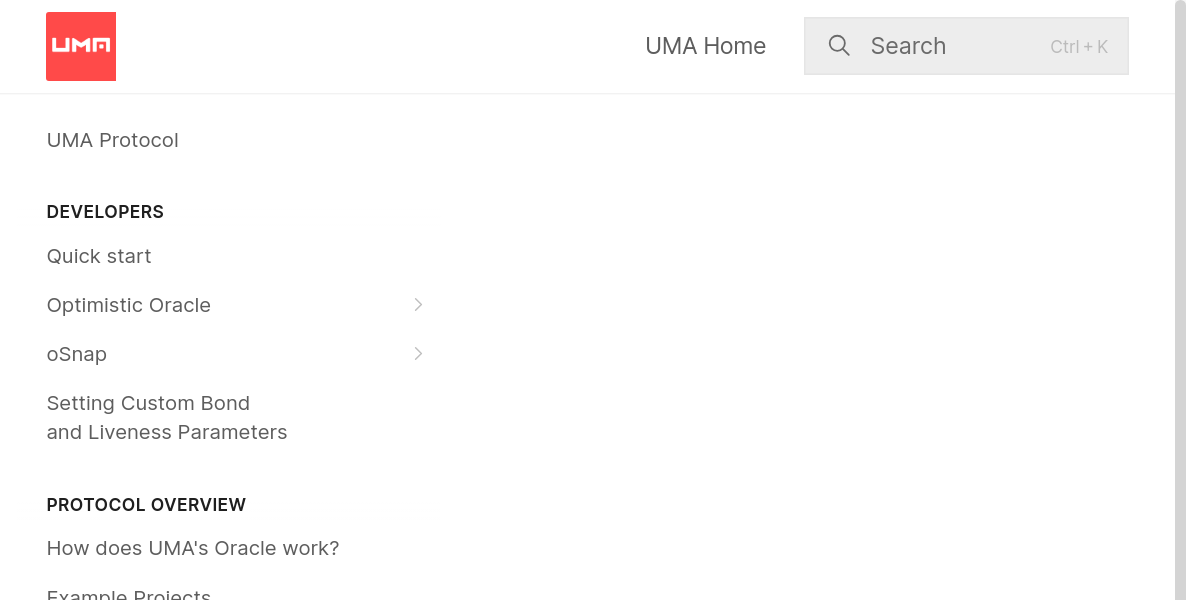 UMA
UMA Home
Search
Ctrl + K
UMA Protocol
DEVELOPERS
Quick start
Optimistic Oracle
oSnap
Setting Custom Bond
and Liveness Parameters
PROTOCOL OVERVIEW
How does UMA's Oracle work?
Example Projects